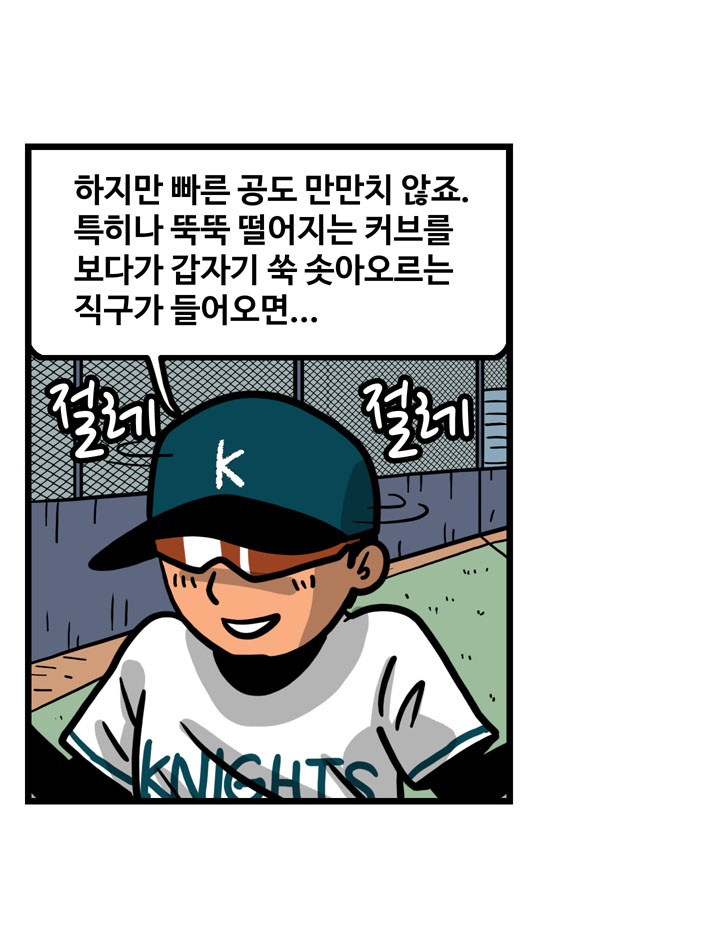 하지만 빠른 공도 만만치 않죠.
특히나 뚝뚝 떨어지는 커브를
보다가 갑자기 쑥 솟아오르는
직구가 들어오면...
절레
절레
K
KNIGHTS